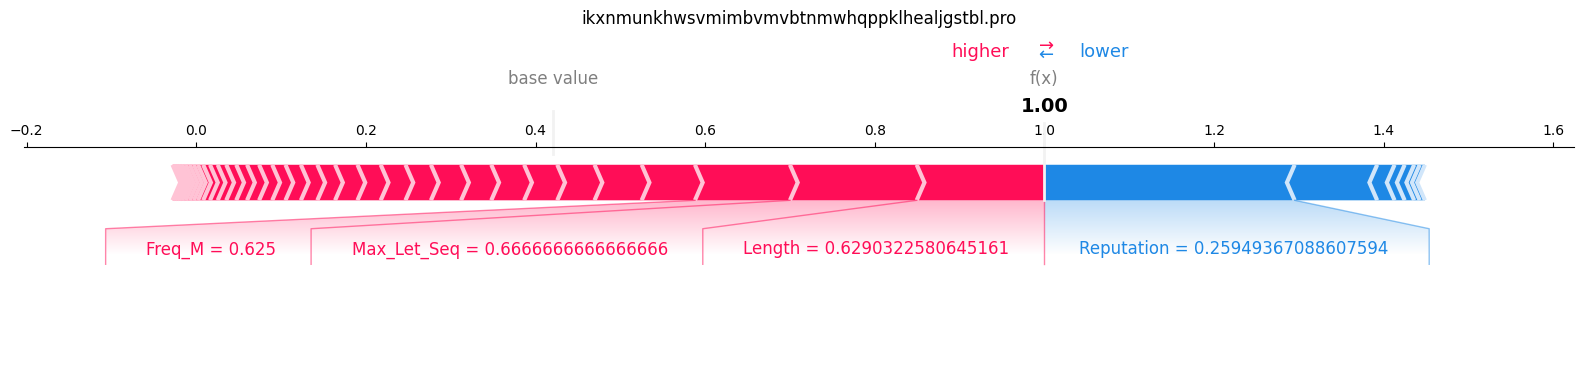 ikxnmunkhwsvmimbvmvbtnmwhqppklhealjgstbl.pro
higher ⇄ lower
base value f(x)
1.00
−0.2 0.0 0.2 0.4 0.6 0.8 1.0 1.2 1.4 1.6
Freq_M = 0.625 Max_Let_Seq = 0.6666666666666666 Length = 0.6290322580645161 Reputation = 0.25949367088607594